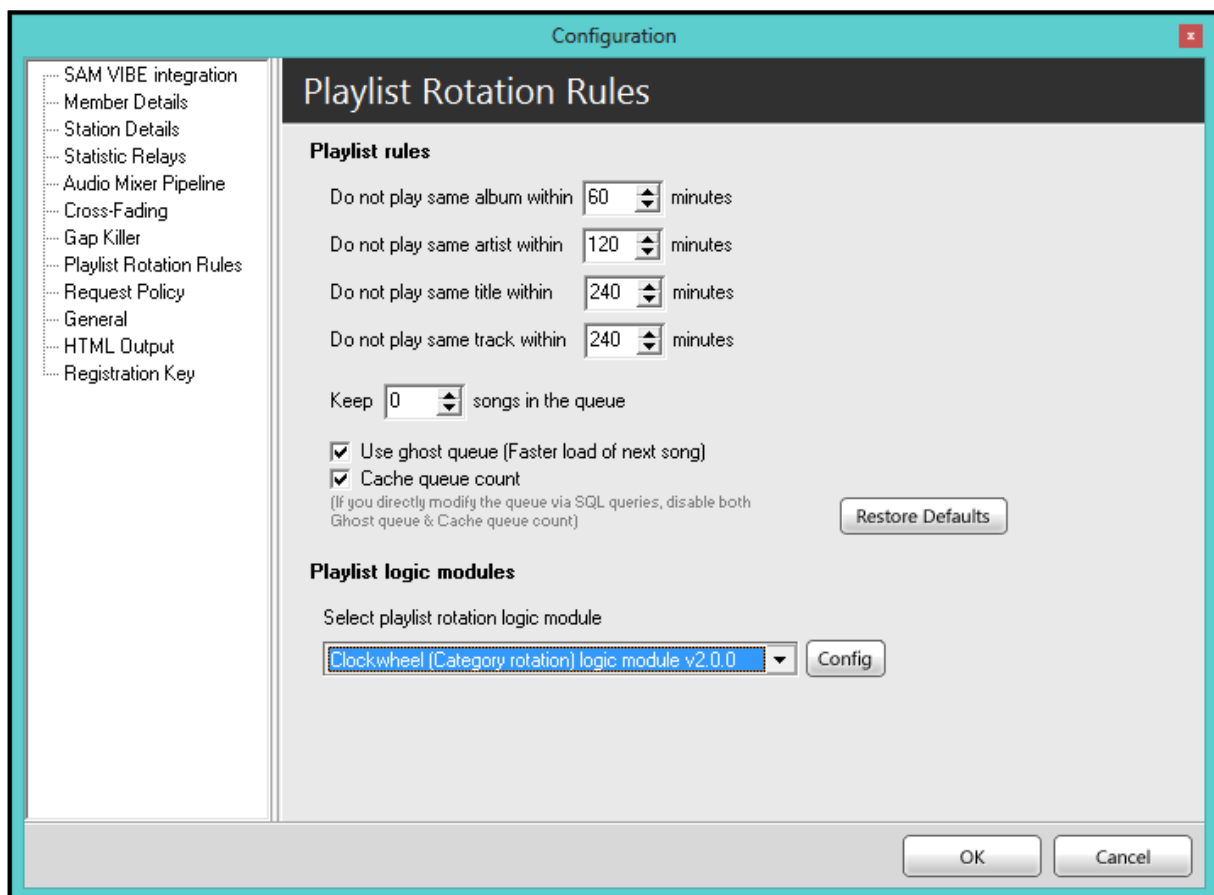 Configuration
x
SAM VIBE integration
Member Details
Station Details
Statistic Relays
Audio Mixer Pipeline
Cross-Fading
Gap Killer
Playlist Rotation Rules
Request Policy
General
HTML Output
Registration Key
Playlist Rotation Rules
Playlist rules
Do not play same album within 60 minutes
Do not play same artist within 120 minutes
Do not play same title within 240 minutes
Do not play same track within 240 minutes
Keep 0 songs in the queue
Use ghost queue (Faster load of next song)
Cache queue count
(If you directly modify the queue via SQL queries, disable both
Ghost queue & Cache queue count)
Restore Defaults
Playlist logic modules
Select playlist rotation logic module
Clockwheel (Category rotation) logic module v2.0.0
Config
OK
Cancel